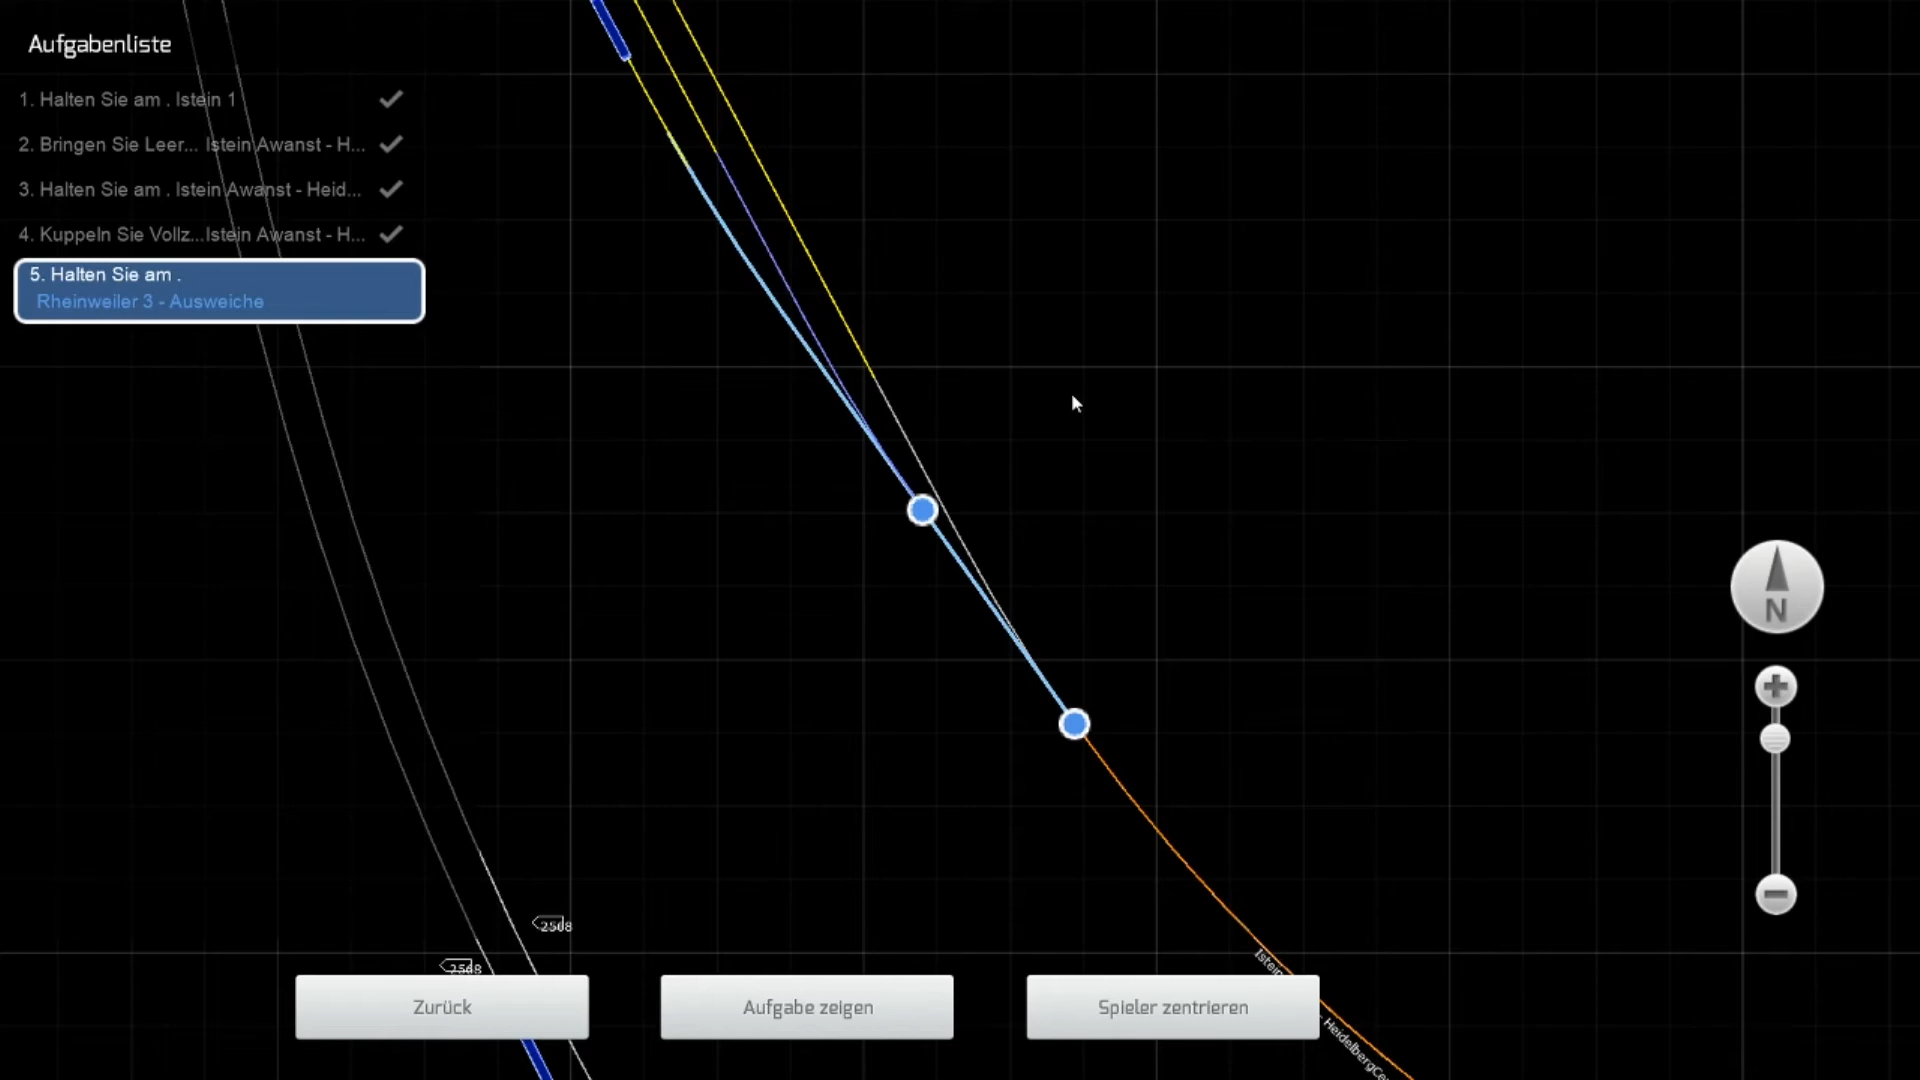 Aufgabenliste
1. Halten Sie am . Istein 1
2. Bringen Sie Leer... Istein Awanst - H...
3. Halten Sie am . Istein Awanst - Heid...
4. Kuppeln Sie Vollz...Istein Awanst - H...
5. Halten Sie am .
Rheinweiler 3 - Ausweiche
N
2508
2508
Istein
- HeidelbergCe
Zurück
Aufgabe zeigen
Spieler zentrieren